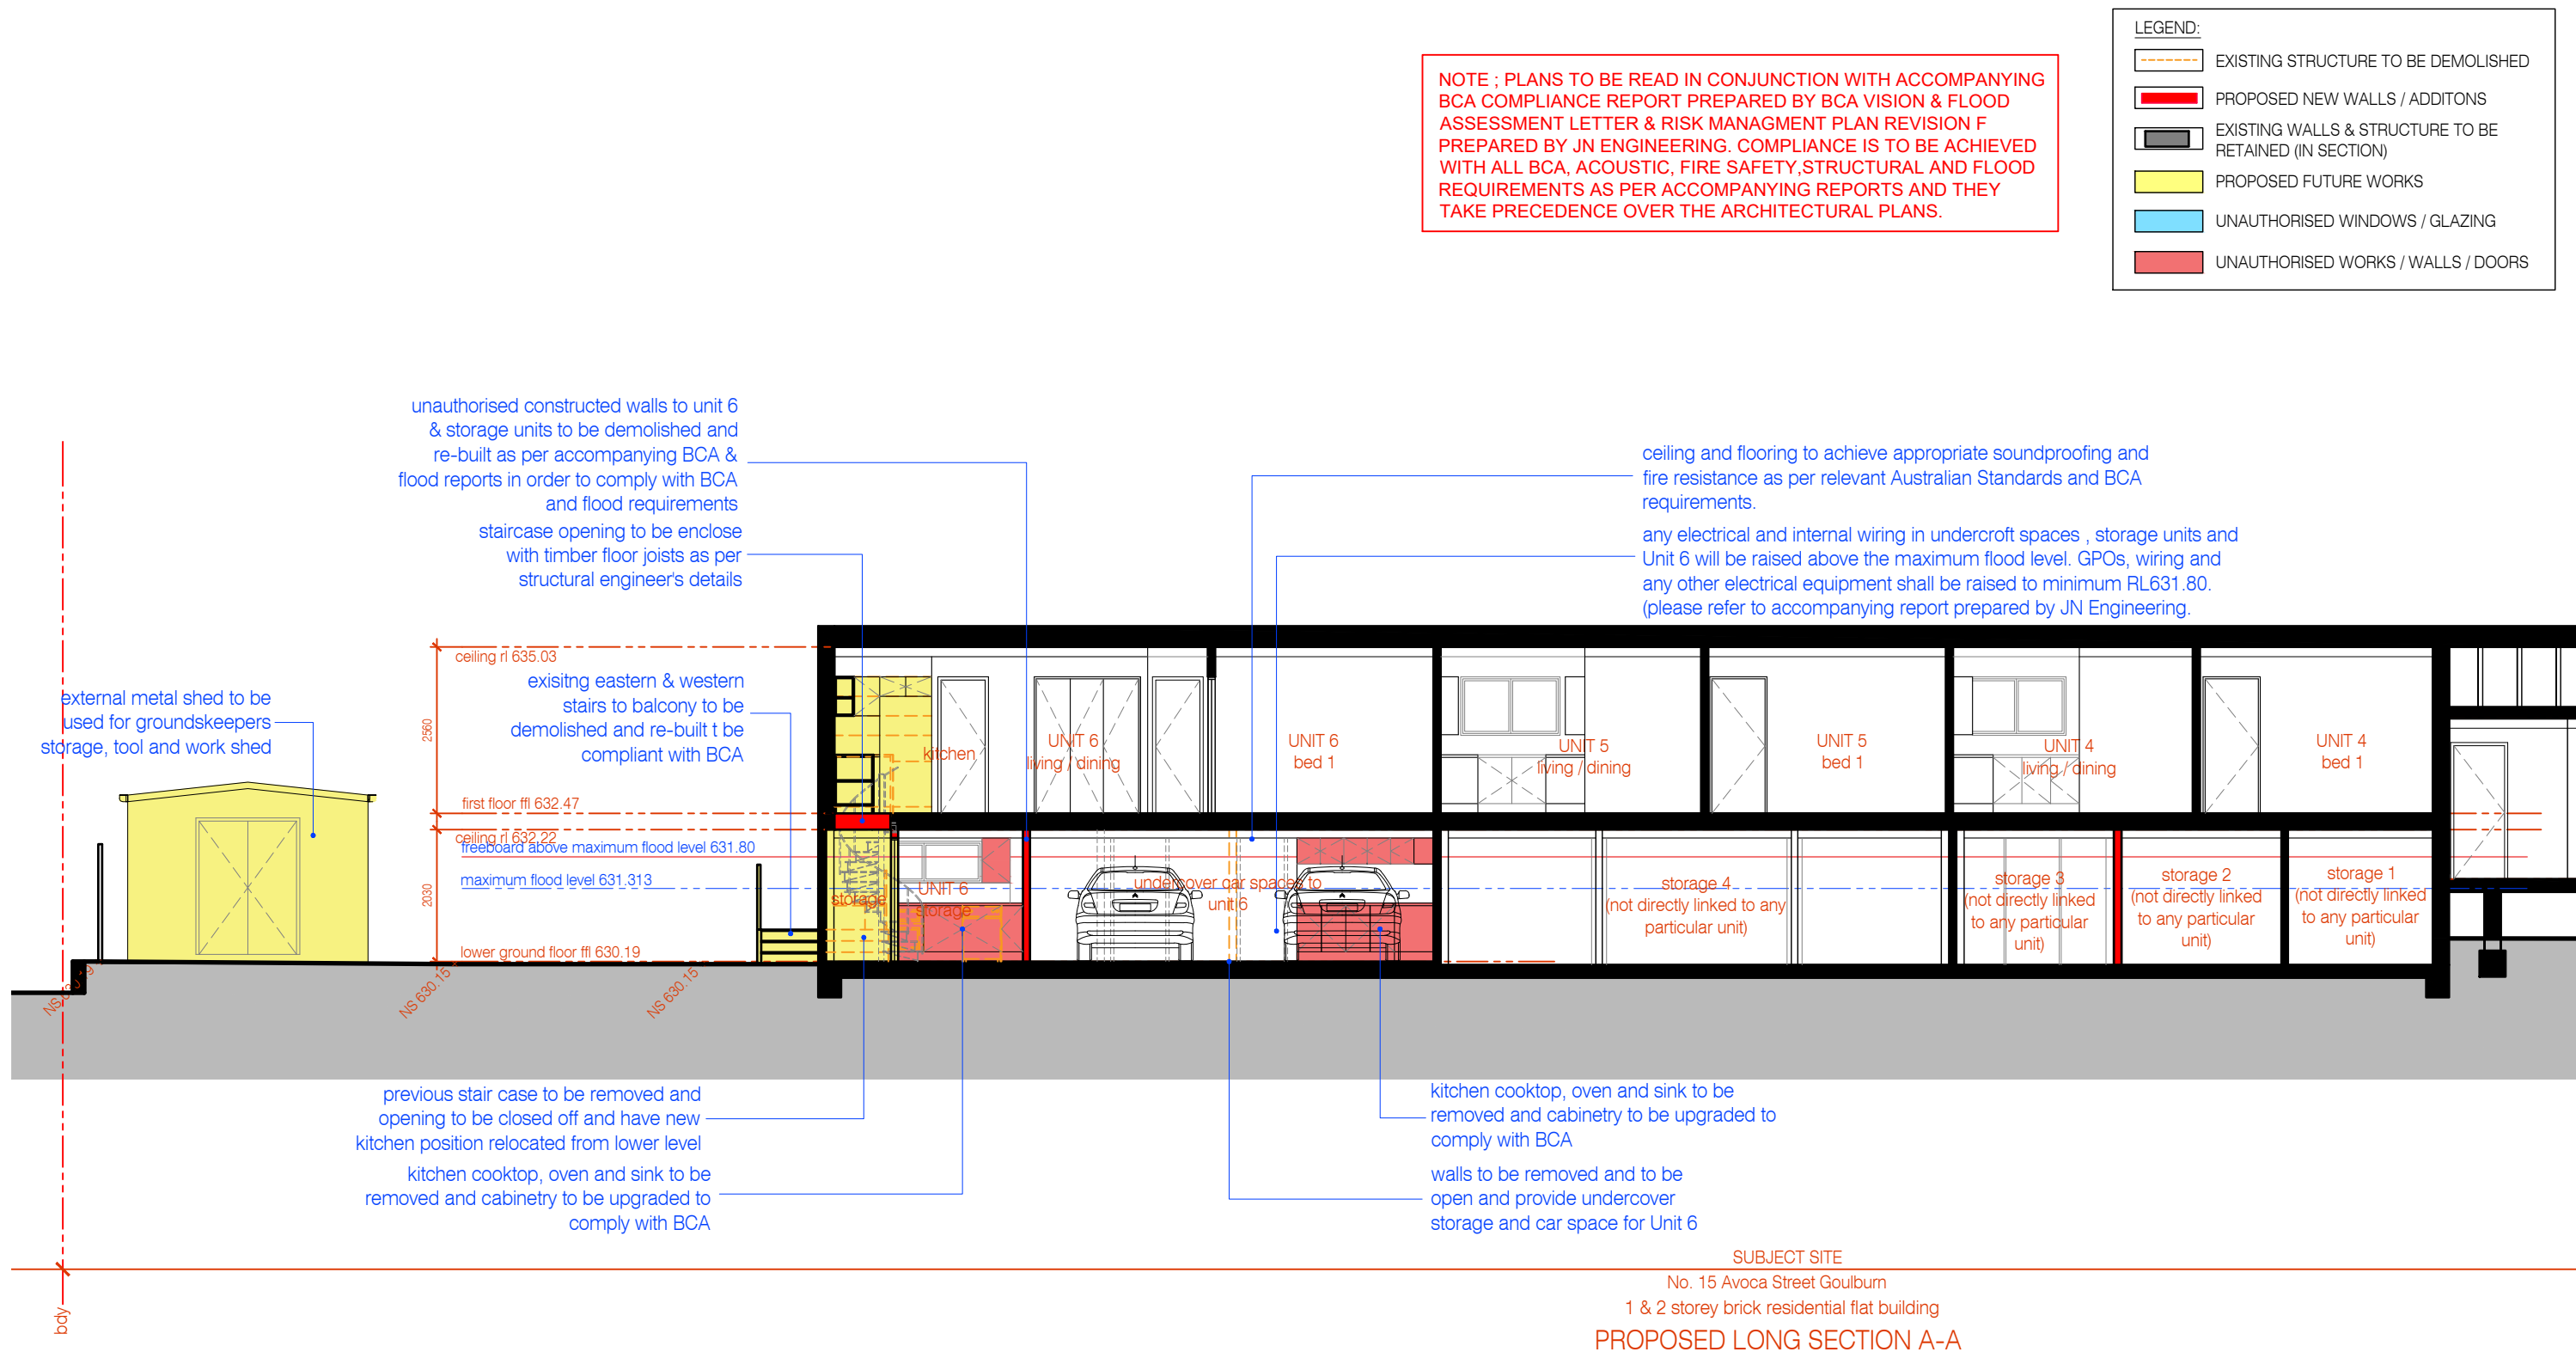 LEGEND:
EXISTING STRUCTURE TO BE DEMOLISHED
PROPOSED NEW WALLS / ADDITONS
EXISTING WALLS & STRUCTURE TO BE
RETAINED (IN SECTION)
PROPOSED FUTURE WORKS
UNAUTHORISED WINDOWS / GLAZING
UNAUTHORISED WORKS / WALLS / DOORS
NOTE ; PLANS TO BE READ IN CONJUNCTION WITH ACCOMPANYING
BCA COMPLIANCE REPORT PREPARED BY BCA VISION & FLOOD
ASSESSMENT LETTER & RISK MANAGMENT PLAN REVISION F
PREPARED BY JN ENGINEERING. COMPLIANCE IS TO BE ACHIEVED
WITH ALL BCA, ACOUSTIC, FIRE SAFETY,STRUCTURAL AND FLOOD
REQUIREMENTS AS PER ACCOMPANYING REPORTS AND THEY
TAKE PRECEDENCE OVER THE ARCHITECTURAL PLANS.
unauthorised constructed walls to unit 6
& storage units to be demolished and
re-built as per accompanying BCA &
flood reports in order to comply with BCA
and flood requirements
staircase opening to be enclose
with timber floor joists as per
structural engineer's details
ceiling and flooring to achieve appropriate soundproofing and
fire resistance as per relevant Australian Standards and BCA
requirements.
any electrical and internal wiring in undercroft spaces , storage units and
Unit 6 will be raised above the maximum flood level. GPOs, wiring and
any other electrical equipment shall be raised to minimum RL631.80.
(please refer to accompanying report prepared by JN Engineering.
ceiling rl 635.03
exisitng eastern & western
stairs to balcony to be
demolished and re-built t be
compliant with BCA
external metal shed to be
used for groundskeepers
storage, tool and work shed
2560
kitchen
UNIT 6
living / dining
UNIT 6
bed 1
UNIT 5
living / dining
UNIT 5
bed 1
UNIT 4
living / dining
UNIT 4
bed 1
first floor ffl 632.47
ceiling rl 632.22
freeboard above maximum flood level 631.80
maximum flood level 631.313
2030
lower ground floor ffl 630.19
storage
UNIT 6
storage
undercover car spaces to
unit 6
storage 4
(not directly linked to any
particular unit)
storage 3
(not directly linked
to any particular
unit)
storage 2
(not directly linked
to any particular
unit)
storage 1
(not directly linked
to any particular
unit)
NS 630.15
NS 630.15
previous stair case to be removed and
opening to be closed off and have new
kitchen position relocated from lower level
kitchen cooktop, oven and sink to be
removed and cabinetry to be upgraded to
comply with BCA
kitchen cooktop, oven and sink to be
removed and cabinetry to be upgraded to
comply with BCA
walls to be removed and to be
open and provide undercover
storage and car space for Unit 6
bdy
SUBJECT SITE
No. 15 Avoca Street Goulburn
1 & 2 storey brick residential flat building
PROPOSED LONG SECTION A-A